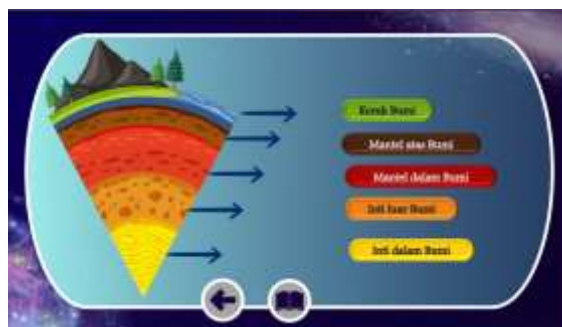 Kerak Bumi
Mantel atas Bumi
Mantel dalam Bumi
Inti luar Bumi
Inti dalam Bumi